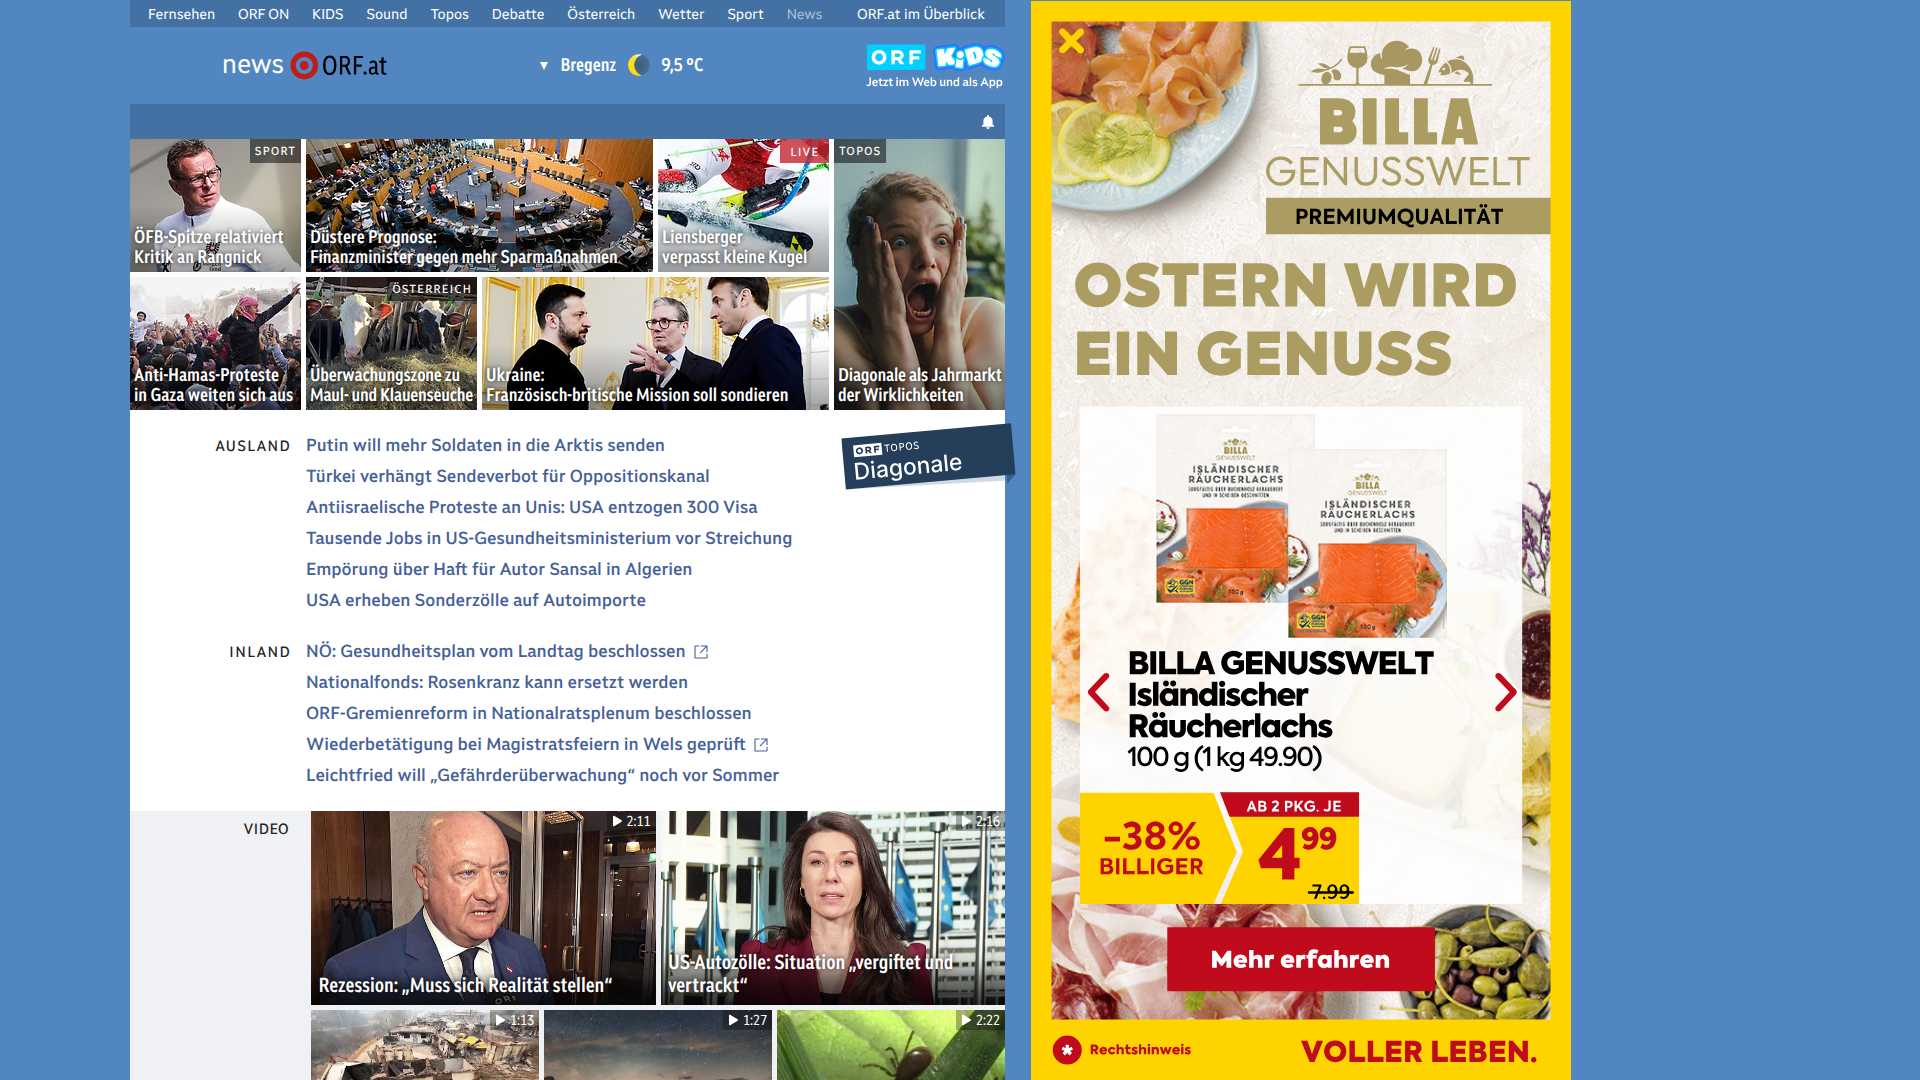 Fernsehen ORF ON KIDS Sound Topos Debatte Österreich Wetter Sport News ORF.at im Überblick
news ORF.at
Bregenz 9,5 °C
ORF KiDS
Jetzt im Web und als App
SPORT
ÖFB-Spitze relativiert
Kritik an Rangnick
Düstere Prognose:
Finanzminister gegen mehr Sparmaßnahmen
LIVE
Liensberger
verpasst kleine Kugel
TOPOS
Diagonale als Jahrmarkt
der Wirklichkeiten
Anti-Hamas-Proteste
in Gaza weiten sich aus
ÖSTERREICH
Überwachungszone zu
Maul- und Klauenseuche
Ukraine:
Französisch-britische Mission soll sondieren
AUSLAND
Putin will mehr Soldaten in die Arktis senden
Türkei verhängt Sendeverbot für Oppositionskanal
Antiisraelische Proteste an Unis: USA entzogen 300 Visa
Tausende Jobs in US-Gesundheitsministerium vor Streichung
Empörung über Haft für Autor Sansal in Algerien
USA erheben Sonderzölle auf Autoimporte
ORF TOPOS
Diagonale
INLAND
NÖ: Gesundheitsplan vom Landtag beschlossen
Nationalfonds: Rosenkranz kann ersetzt werden
ORF-Gremienreform in Nationalratsplenum beschlossen
Wiederbetätigung bei Magistratsfeiern in Wels geprüft
Leichtfried will „Gefährderüberwachung“ noch vor Sommer
VIDEO
2:11
Rezession: „Muss sich Realität stellen“
2:16
US-Autozölle: Situation „vergiftet und
vertrackt“
1:13
1:27
2:22
BILLA
GENUSSWELT
PREMIUMQUALITÄT
OSTERN WIRD
EIN GENUSS
BILLA
GENUSSWELT
ISLÄNDISCHER
RÄUCHERLACHS
BILLA
GENUSSWELT
ISLÄNDISCHER
RÄUCHERLACHS
BILLA GENUSSWELT
Isländischer
Räucherlachs
100 g (1 kg 49.90)
-38%
BILLIGER
AB 2 PKG. JE
4 99
7.99
Mehr erfahren
* Rechtshinweis
VOLLER LEBEN.